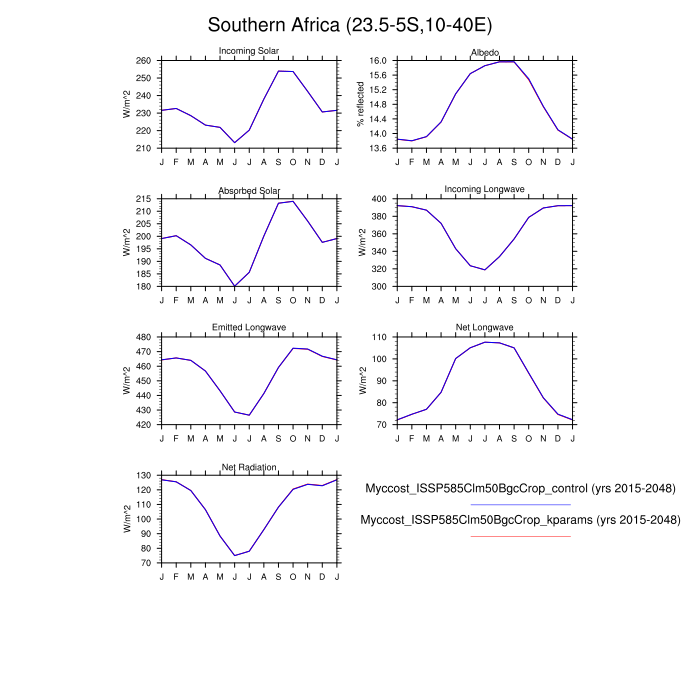 Southern Africa (23.5-5S,10-40E)
Incoming Solar
W/m^2
260
250
240
230
220
210
J F M A M J J A S O N D J
Albedo
% reflected
16.0
15.6
15.2
14.8
14.4
14.0
13.6
J F M A M J J A S O N D J
Absorbed Solar
W/m^2
215
210
205
200
195
190
185
180
J F M A M J J A S O N D J
Incoming Longwave
W/m^2
400
380
360
340
320
300
J F M A M J J A S O N D J
Emitted Longwave
W/m^2
480
470
460
450
440
430
420
J F M A M J J A S O N D J
Net Longwave
W/m^2
110
100
90
80
70
J F M A M J J A S O N D J
Net Radiation
W/m^2
130
120
110
100
90
80
70
J F M A M J J A S O N D J
Myccost_ISSP585Clm50BgcCrop_control (yrs 2015-2048)
Myccost_ISSP585Clm50BgcCrop_kparams (yrs 2015-2048)